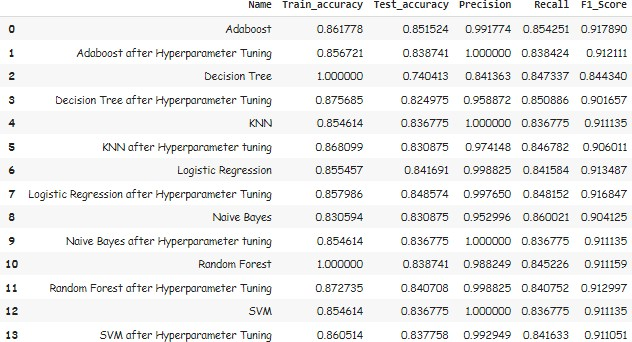 Name Train_accuracy Test_accuracy Precision Recall F1_Score
0 Adaboost 0.861778 0.851524 0.991774 0.854251 0.917890
1 Adaboost after Hyperparameter Tuning 0.856721 0.838741 1.000000 0.838424 0.912111
2 Decision Tree 1.000000 0.740413 0.841363 0.847337 0.844340
3 Decision Tree after Hyperparameter Tuning 0.875685 0.824975 0.958872 0.850886 0.901657
4 KNN 0.854614 0.836775 1.000000 0.836775 0.911135
5 KNN after Hyperparameter tuning 0.868099 0.830875 0.974148 0.846782 0.906011
6 Logistic Regression 0.855457 0.841691 0.998825 0.841584 0.913487
7 Logistic Regression after Hyperparameter Tuning 0.857986 0.848574 0.997650 0.848152 0.916847
8 Naive Bayes 0.830594 0.830875 0.952996 0.860021 0.904125
9 Naive Bayes after Hyperparameter tuning 0.854614 0.836775 1.000000 0.836775 0.911135
10 Random Forest 1.000000 0.838741 0.988249 0.845226 0.911159
11 Random Forest after Hyperparameter Tuning 0.872735 0.840708 0.998825 0.840752 0.912997
12 SVM 0.854614 0.836775 1.000000 0.836775 0.911135
13 SVM after Hyperparameter Tuning 0.860514 0.837758 0.992949 0.841633 0.911051